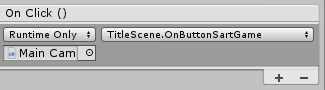 On Click ()
Runtime Only TitleScene.OnButtonSartGame
Main Cam